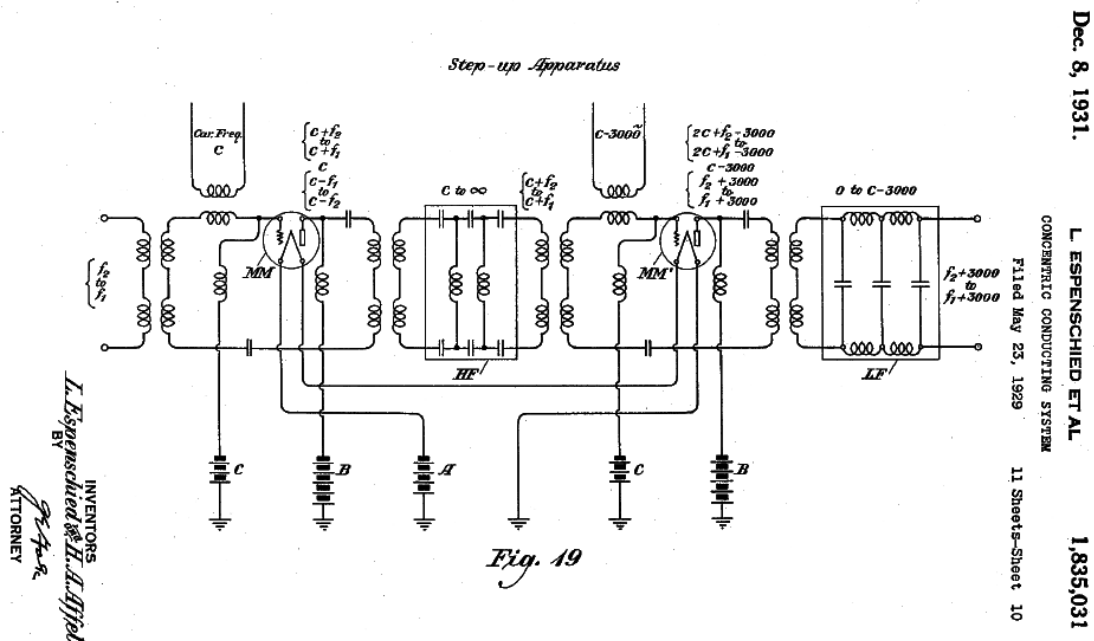 Dec. 8, 1931.
L. ESPENSCHIED ET AL
1,835,031
CONCENTRIC CONDUCTING SYSTEM
Filed May 23, 1929
11 Sheets-Sheet 10
Step-up Apparatus
Car. Freq.
C
C+f2
to
C+f1
C
C-f1
to
C-f2
C to ∞
C+f2
to
C+f1
C-3000~
2C+f2-3000
to
2C+f1-3000
C-3000
f2+3000
to
f1+3000
O to C-3000
f2
to
f1
MM
MM'
f2+3000
to
f1+3000
HF
LF
C
B
A
C
B
Fig. 19
INVENTORS
L. Espenschied & H. A. Affel
BY
ATTORNEY